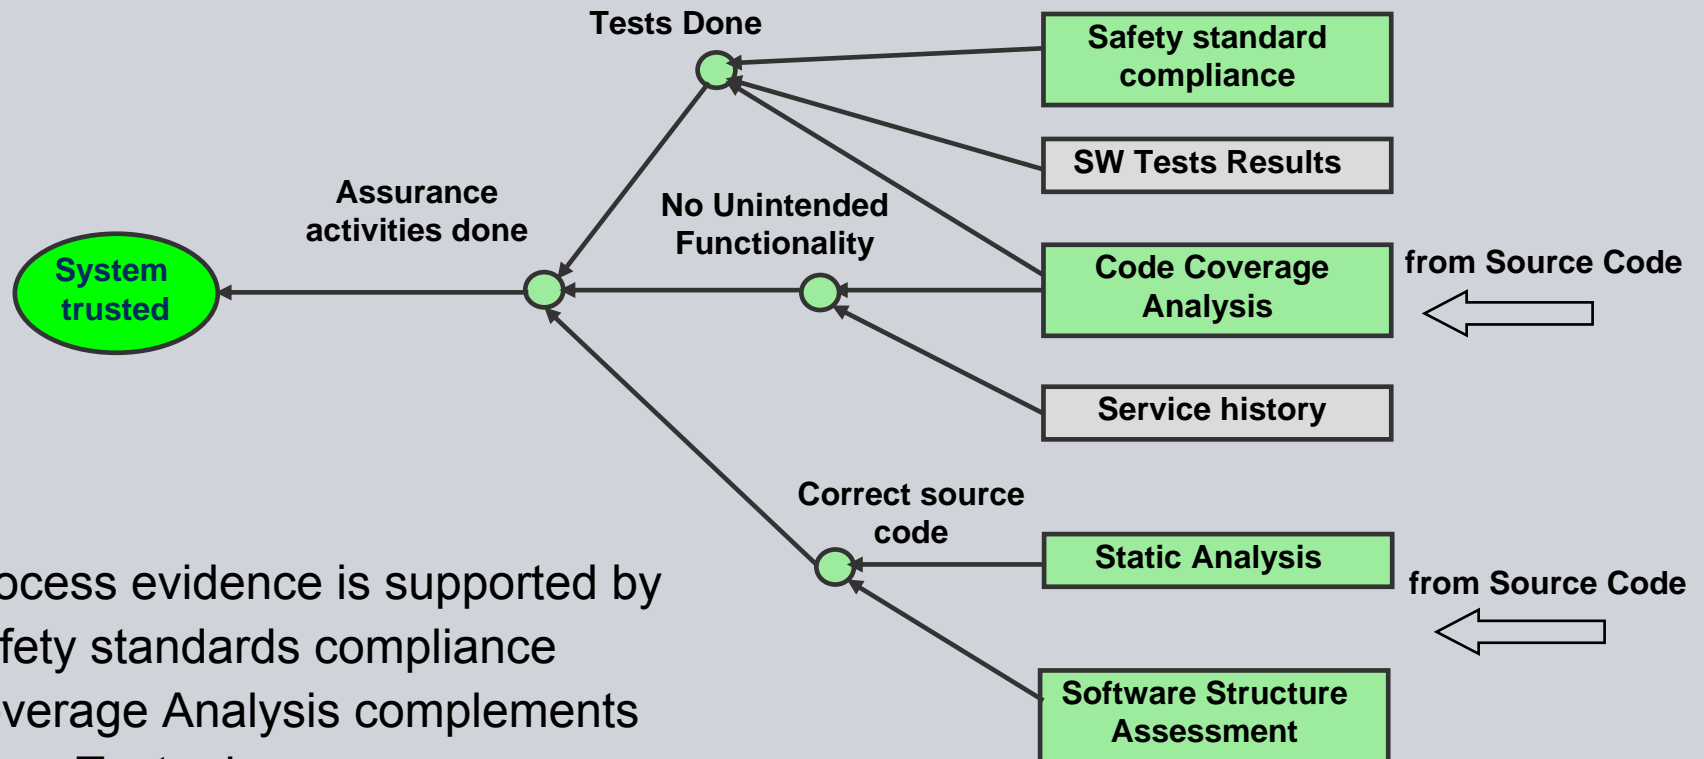 Tests Done
Safety standard
compliance
SW Tests Results
Assurance
activities done
No Unintended
Functionality
System
trusted
Code Coverage
Analysis
from Source Code
Service history
Correct source
code
Static Analysis
from Source Code
Software Structure
Assessment
ocess evidence is supported by
fety standards compliance
verage Analysis complements